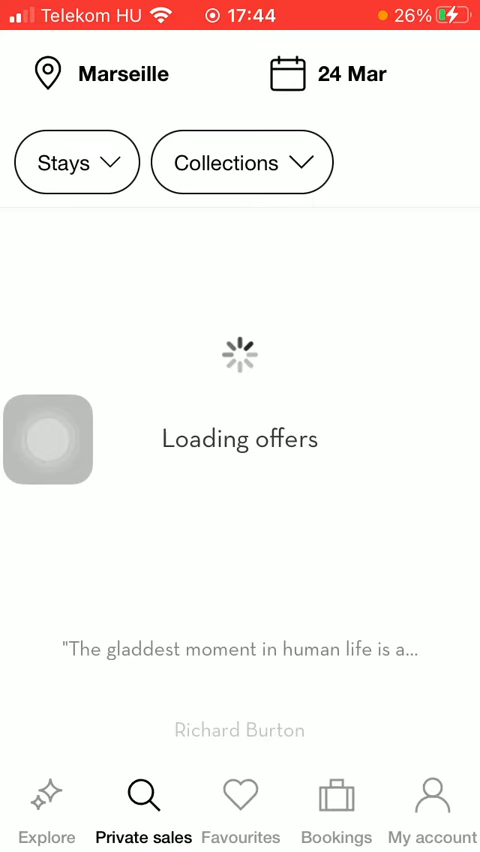 Telekom HU 17:44 26%
Marseille 24 Mar
Stays Collections
Loading offers
"The gladdest moment in human life is a...
Richard Burton
Explore Private sales Favourites Bookings My account